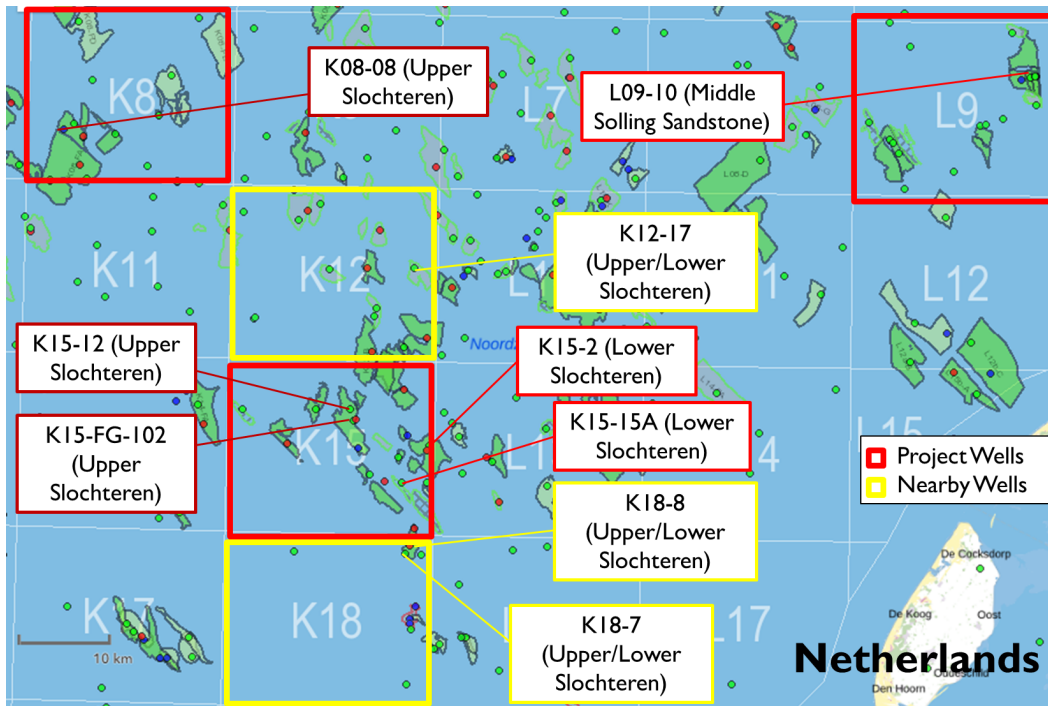 K8
K08-08 (Upper
Slochteren)
L7
L09-10 (Middle
Solling Sandstone)
L9
K11
K12
K12-17
(Upper/Lower
Slochteren)
L12
K15-12 (Upper
Slochteren)
K15-2 (Lower
Slochteren)
K15-FG-102
(Upper
Slochteren)
K15
K15-15A (Lower
Slochteren)
L15
Project Wells
Nearby Wells
K18-8
(Upper/Lower
Slochteren)
De Cocksdorp
K17
K18
De Koog
Oost
K18-7
(Upper/Lower
Slochteren)
L17
10 km
Netherlands
Oudeschild
Den Hoorn